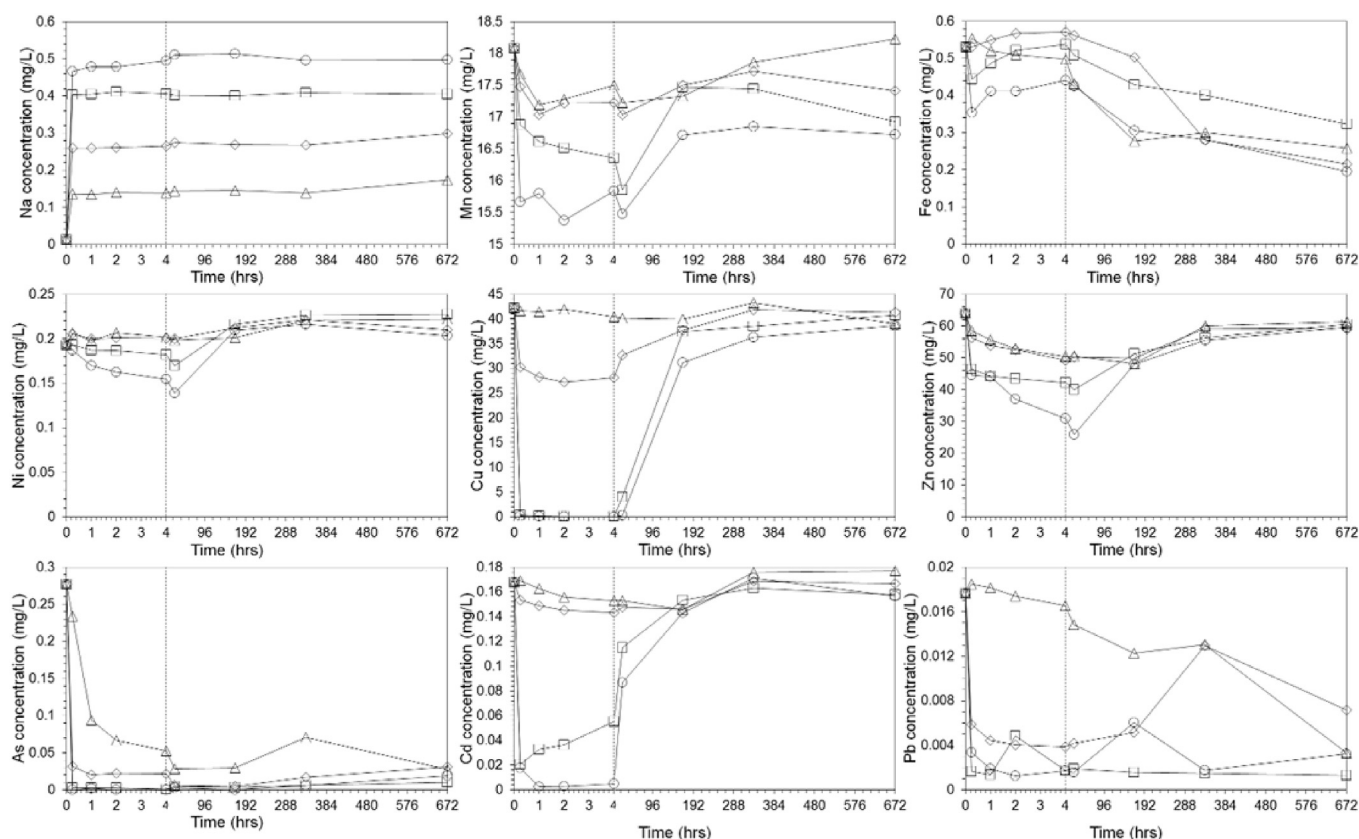 Na concentration (mg/L)
0.6
0.5
0.4
0.3
0.2
0.1
0
0 1 2 3 4 96 192 288 384 480 576 672
Time (hrs)
Mn concentration (mg/L)
18.5
18
17.5
17
16.5
16
15.5
15
0 1 2 3 4 96 192 288 384 480 576 672
Time (hrs)
Fe concentration (mg/L)
0.6
0.5
0.4
0.3
0.2
0.1
0
0 1 2 3 4 96 192 288 384 480 576 672
Time (hrs)
Ni concentration (mg/L)
0.25
0.2
0.15
0.1
0.05
0
0 1 2 3 4 96 192 288 384 480 576 672
Time (hrs)
Cu concentration (mg/L)
45
40
35
30
25
20
15
10
5
0
0 1 2 3 4 96 192 288 384 480 576 672
Time (hrs)
Zn concentration (mg/L)
70
60
50
40
30
20
10
0
0 1 2 3 4 96 192 288 384 480 576 672
Time (hrs)
As concentration (mg/L)
0.3
0.25
0.2
0.15
0.1
0.05
0
0 1 2 3 4 96 192 288 384 480 576 672
Time (hrs)
Cd concentration (mg/L)
0.18
0.16
0.14
0.12
0.1
0.08
0.06
0.04
0.02
0
0 1 2 3 4 96 192 288 384 480 576 672
Time (hrs)
Pb concentration (mg/L)
0.02
0.016
0.012
0.008
0.004
0
0 1 2 3 4 96 192 288 384 480 576 672
Time (hrs)